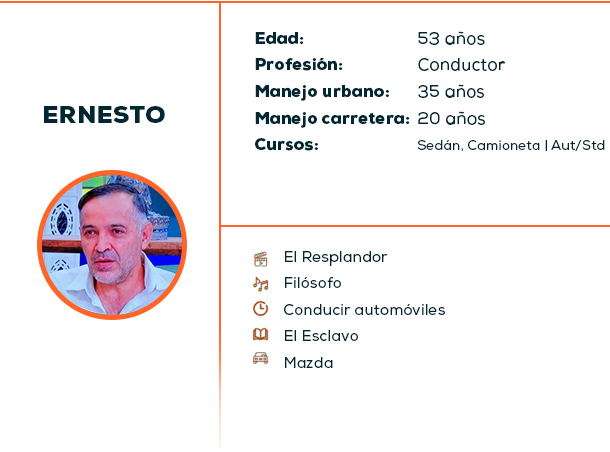 ERNESTO
Edad: 53 años
Profesión: Conductor
Manejo urbano: 35 años
Manejo carretera: 20 años
Cursos: Sedán, Camioneta | Aut/Std
El Resplandor
Filósofo
Conducir automóviles
El Esclavo
Mazda